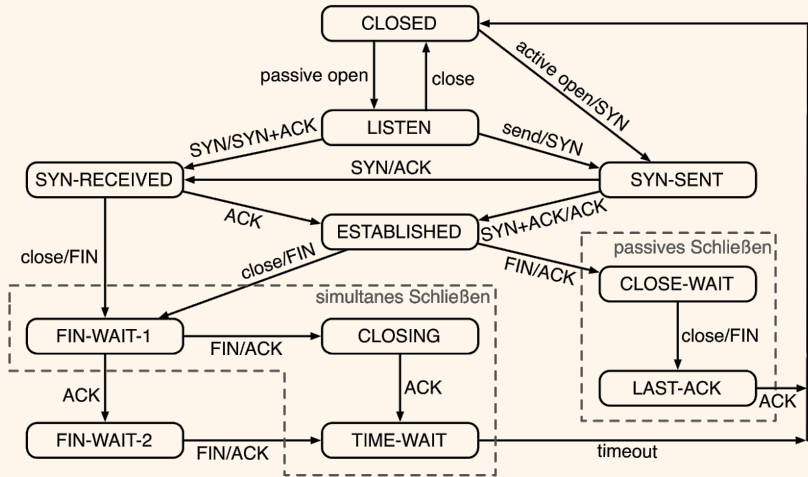 CLOSED
passive open
close
active open/SYN
LISTEN
SYN/SYN+ACK
send/SYN
SYN-RECEIVED
SYN/ACK
SYN-SENT
ACK
ESTABLISHED
SYN+ACK/ACK
close/FIN
close/FIN
FIN/ACK
passives Schließen
CLOSE-WAIT
simultanes Schließen
FIN-WAIT-1
FIN/ACK
CLOSING
close/FIN
ACK
ACK
LAST-ACK
ACK
FIN-WAIT-2
FIN/ACK
TIME-WAIT
timeout